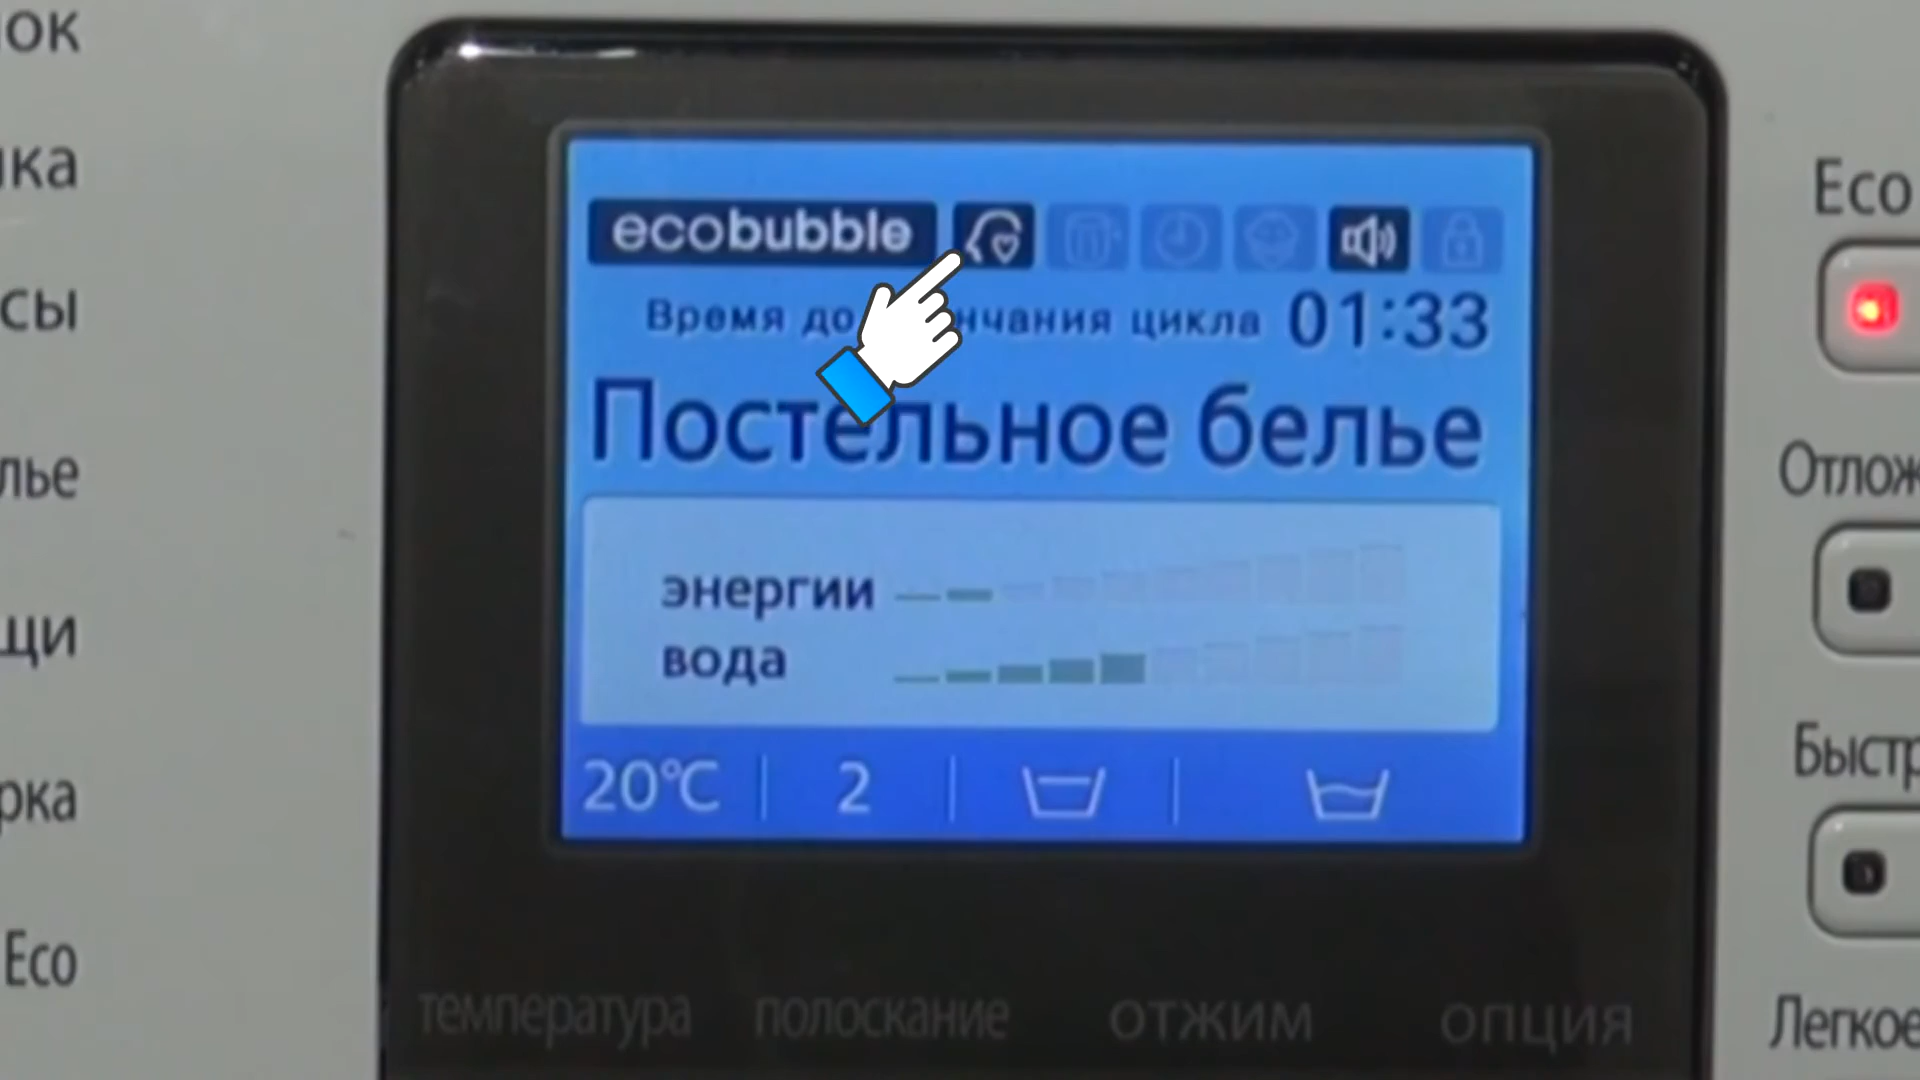 ecobubble
Время до нчания цикла 01:33
Постельное белье
энергии
вода
20°C 2
температура полоскание отжим опция
Eco
Отлож
Быстр
Легкое
ок
ка
сы
лье
щи
рка
Eco